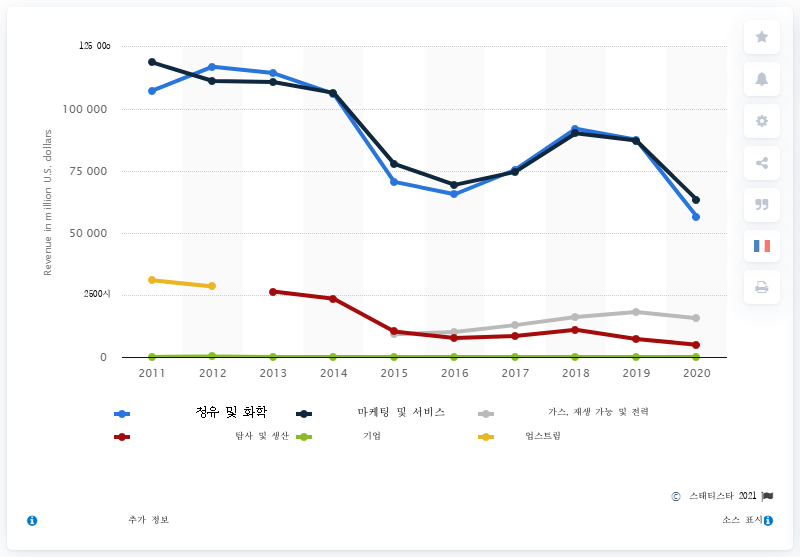 125 000
100 000
75 000
50 000
2500시
0
Revenue in million U.S. dollars
2011 2012 2013 2014 2015 2016 2017 2018 2019 2020
정유 및 화학 마케팅 및 서비스 가스, 재생 가능 및 전력
탐사 및 생산 기업 업스트림
© 스태티스타 2021
추가 정보 소스 표시